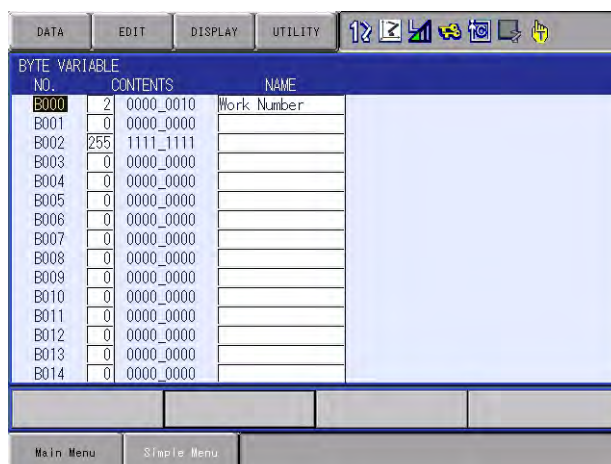 DATA EDIT DISPLAY UTILITY
BYTE VARIABLE
NO. CONTENTS NAME
B000 2 0000_0010 Work Number
B001 0 0000_0000
B002 255 1111_1111
B003 0 0000_0000
B004 0 0000_0000
B005 0 0000_0000
B006 0 0000_0000
B007 0 0000_0000
B008 0 0000_0000
B009 0 0000_0000
B010 0 0000_0000
B011 0 0000_0000
B012 0 0000_0000
B013 0 0000_0000
B014 0 0000_0000
Main Menu Simple Menu